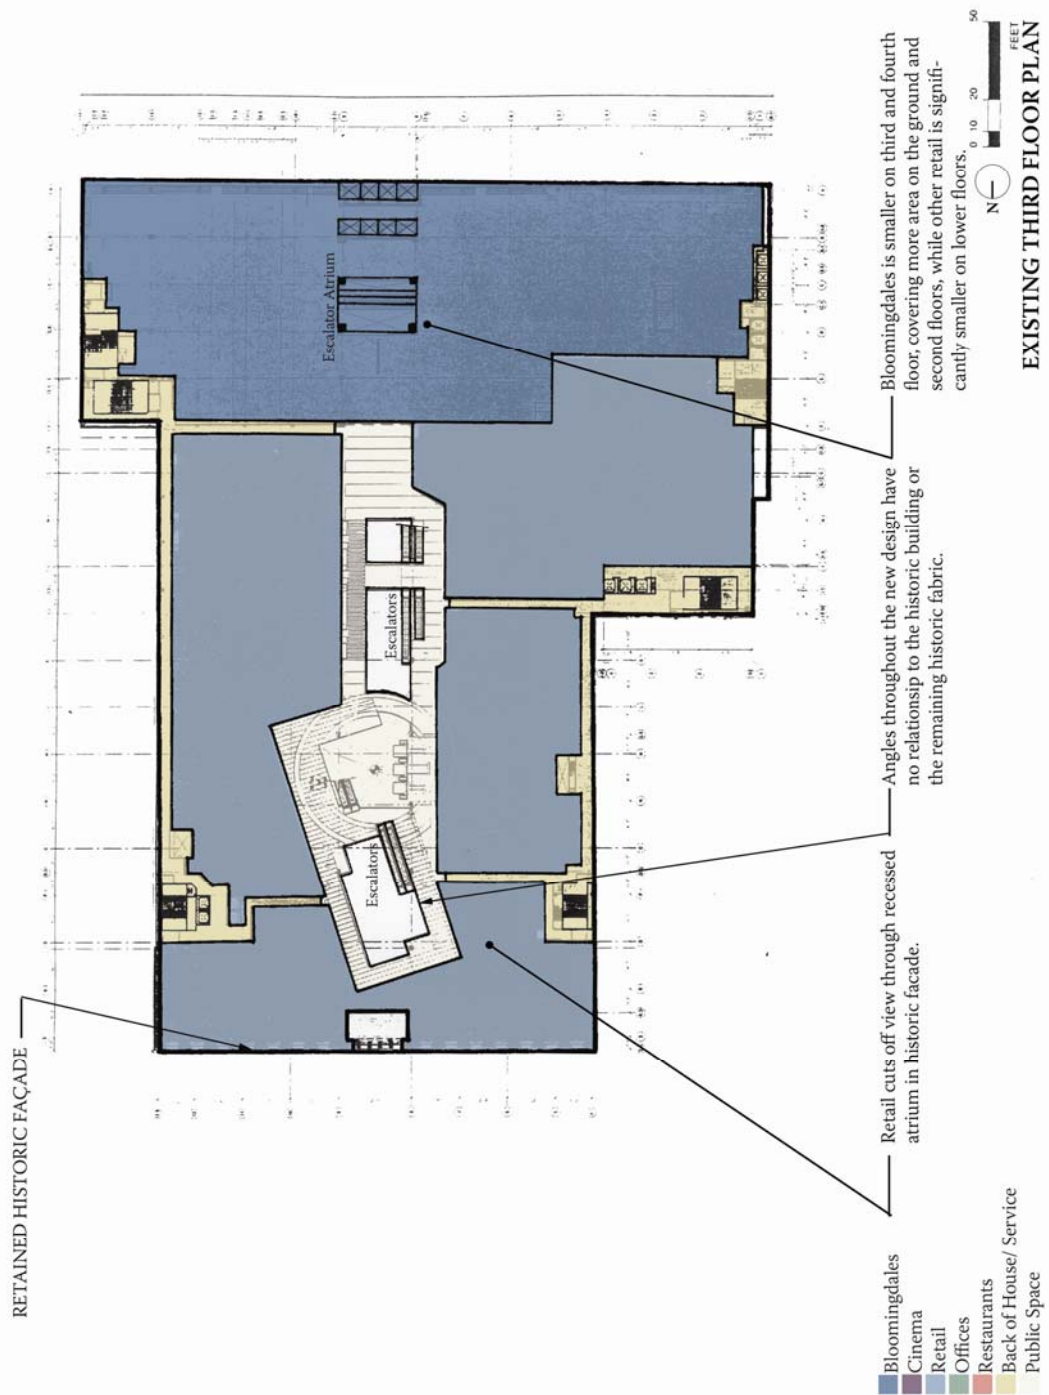 RETAINED HISTORIC FAÇADE
Escalator Atrium
Escalators
Escalators
Retail cuts off view through recessed
atrium in historic facade.
Angles throughout the new design have
no relationsip to the historic building or
the remaining historic fabric.
Bloomingdales is smaller on third and fourth
floor, covering more area on the ground and
second floors, while other retail is signifi-
cantly smaller on lower floors.
Bloomingdales
Cinema
Retail
Offices
Restaurants
Back of House/ Service
Public Space
N
0 10 20 50
FEET
EXISTING THIRD FLOOR PLAN